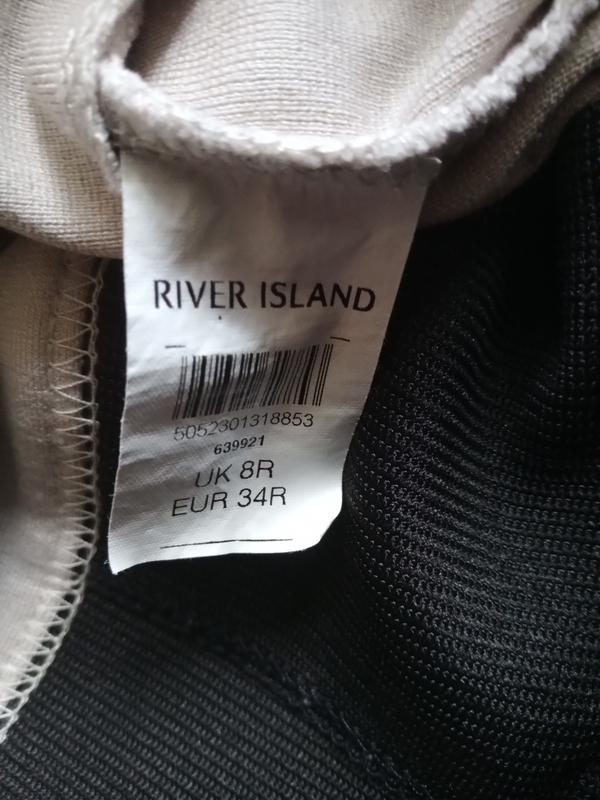 RIVER ISLAND
5052301318853
639921
UK 8R
EUR 34R